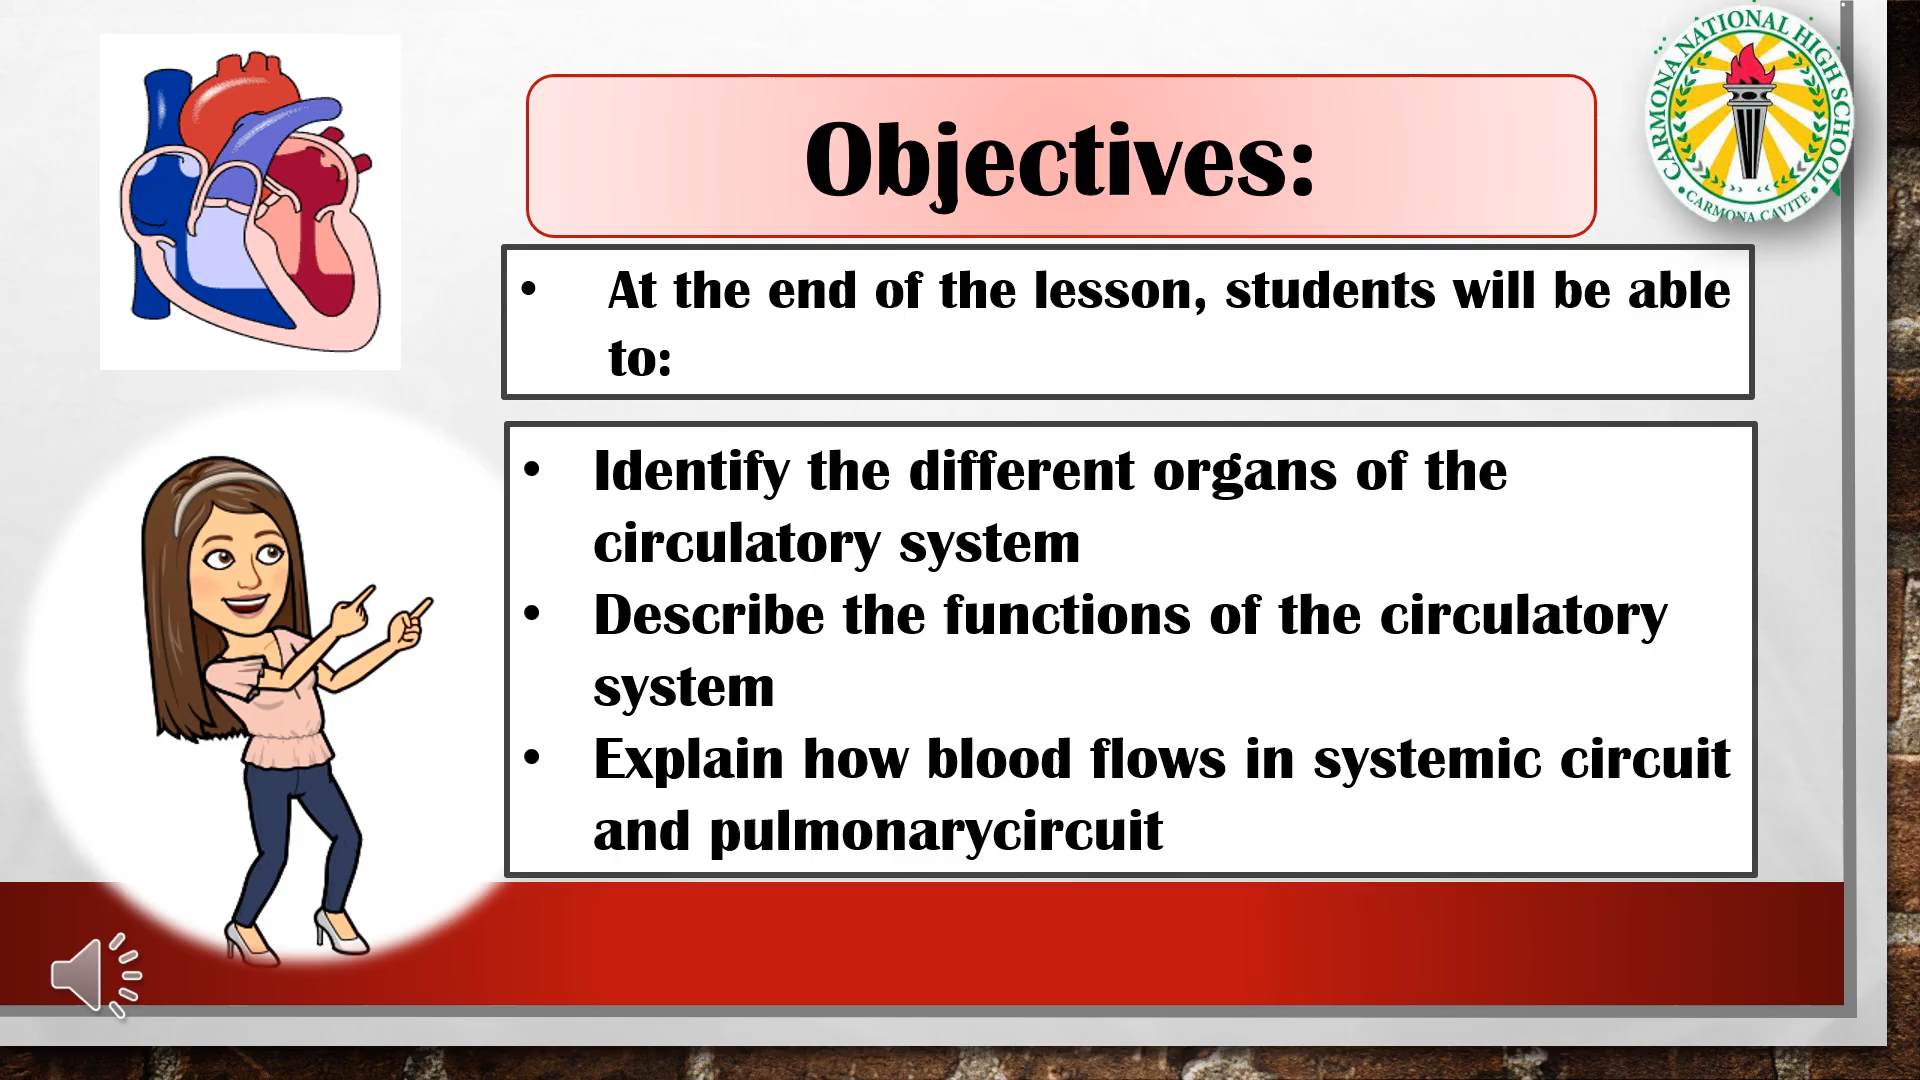 Objectives:
CARMONA NATIONAL HIGH SCHOOL
• CARMONA CAVITE •
• At the end of the lesson, students will be able
to:
• Identify the different organs of the
circulatory system
• Describe the functions of the circulatory
system
• Explain how blood flows in systemic circuit
and pulmonarycircuit